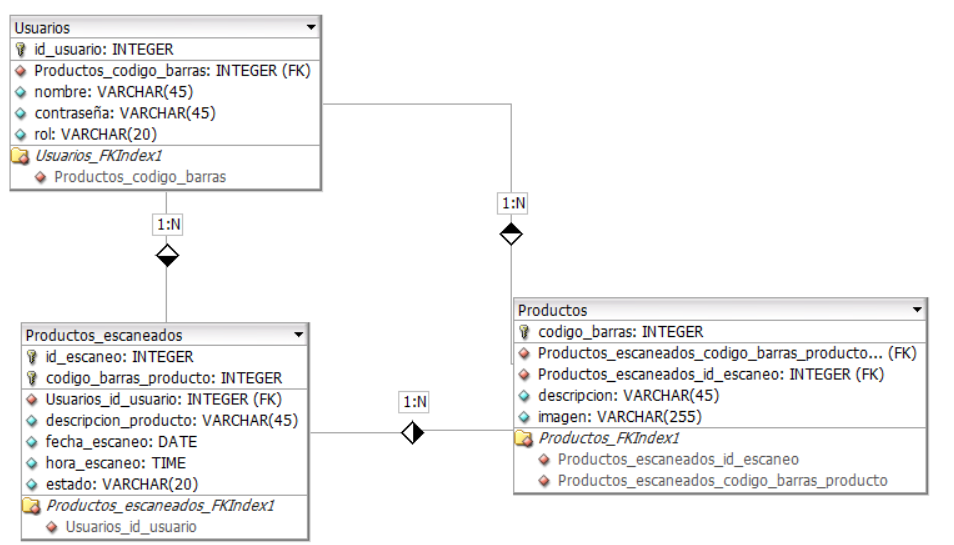 Usuarios
id_usuario: INTEGER
Productos_codigo_barras: INTEGER (FK)
nombre: VARCHAR(45)
contraseña: VARCHAR(45)
rol: VARCHAR(20)
Usuarios_FKIndex1
Productos_codigo_barras
1:N
1:N
Productos_escaneados
id_escaneo: INTEGER
codigo_barras_producto: INTEGER
Usuarios_id_usuario: INTEGER (FK)
descripcion_producto: VARCHAR(45)
fecha_escaneo: DATE
hora_escaneo: TIME
estado: VARCHAR(20)
Productos_escaneados_FKIndex1
Usuarios_id_usuario
1:N
Productos
codigo_barras: INTEGER
Productos_escaneados_codigo_barras_producto... (FK)
Productos_escaneados_id_escaneo: INTEGER (FK)
descripcion: VARCHAR(45)
imagen: VARCHAR(255)
Productos_FKIndex1
Productos_escaneados_id_escaneo
Productos_escaneados_codigo_barras_producto